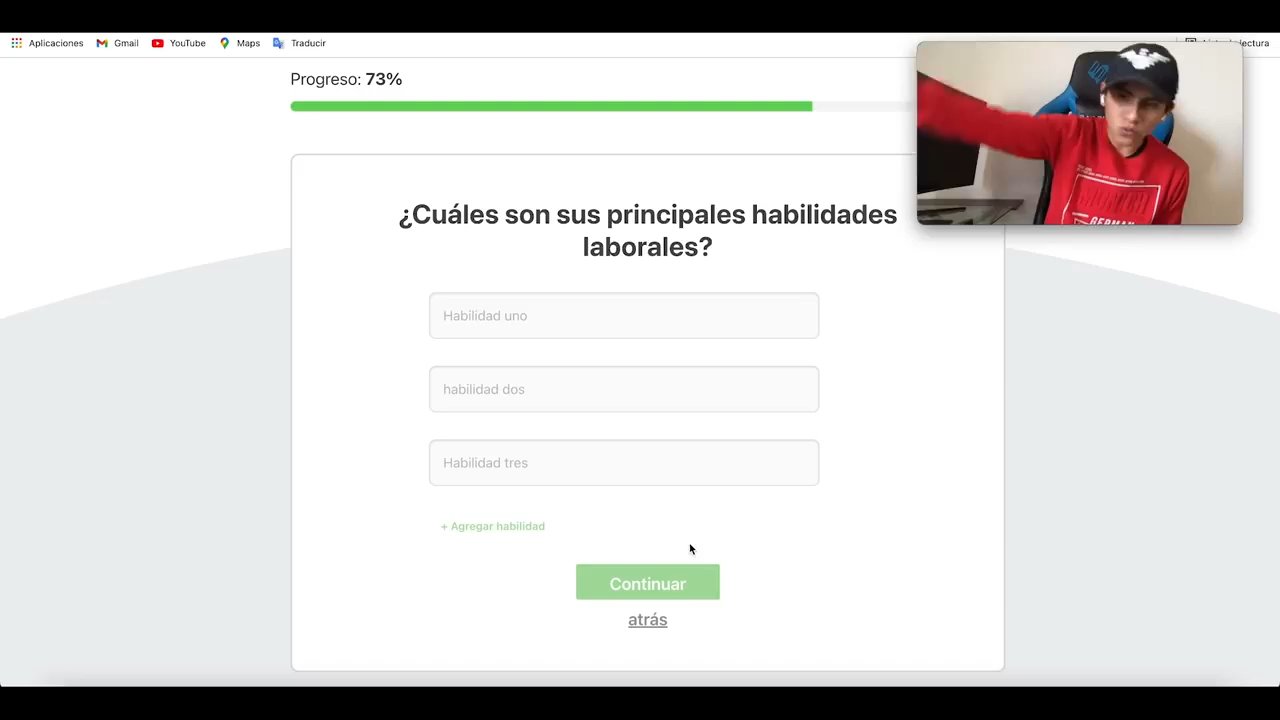 Aplicaciones
Gmail
YouTube
Maps
Traducir
Progreso: 73%
¿Cuáles son sus principales habilidades
laborales?
Habilidad uno
habilidad dos
Habilidad tres
+ Agregar habilidad
Continuar
atrás
GERMAN